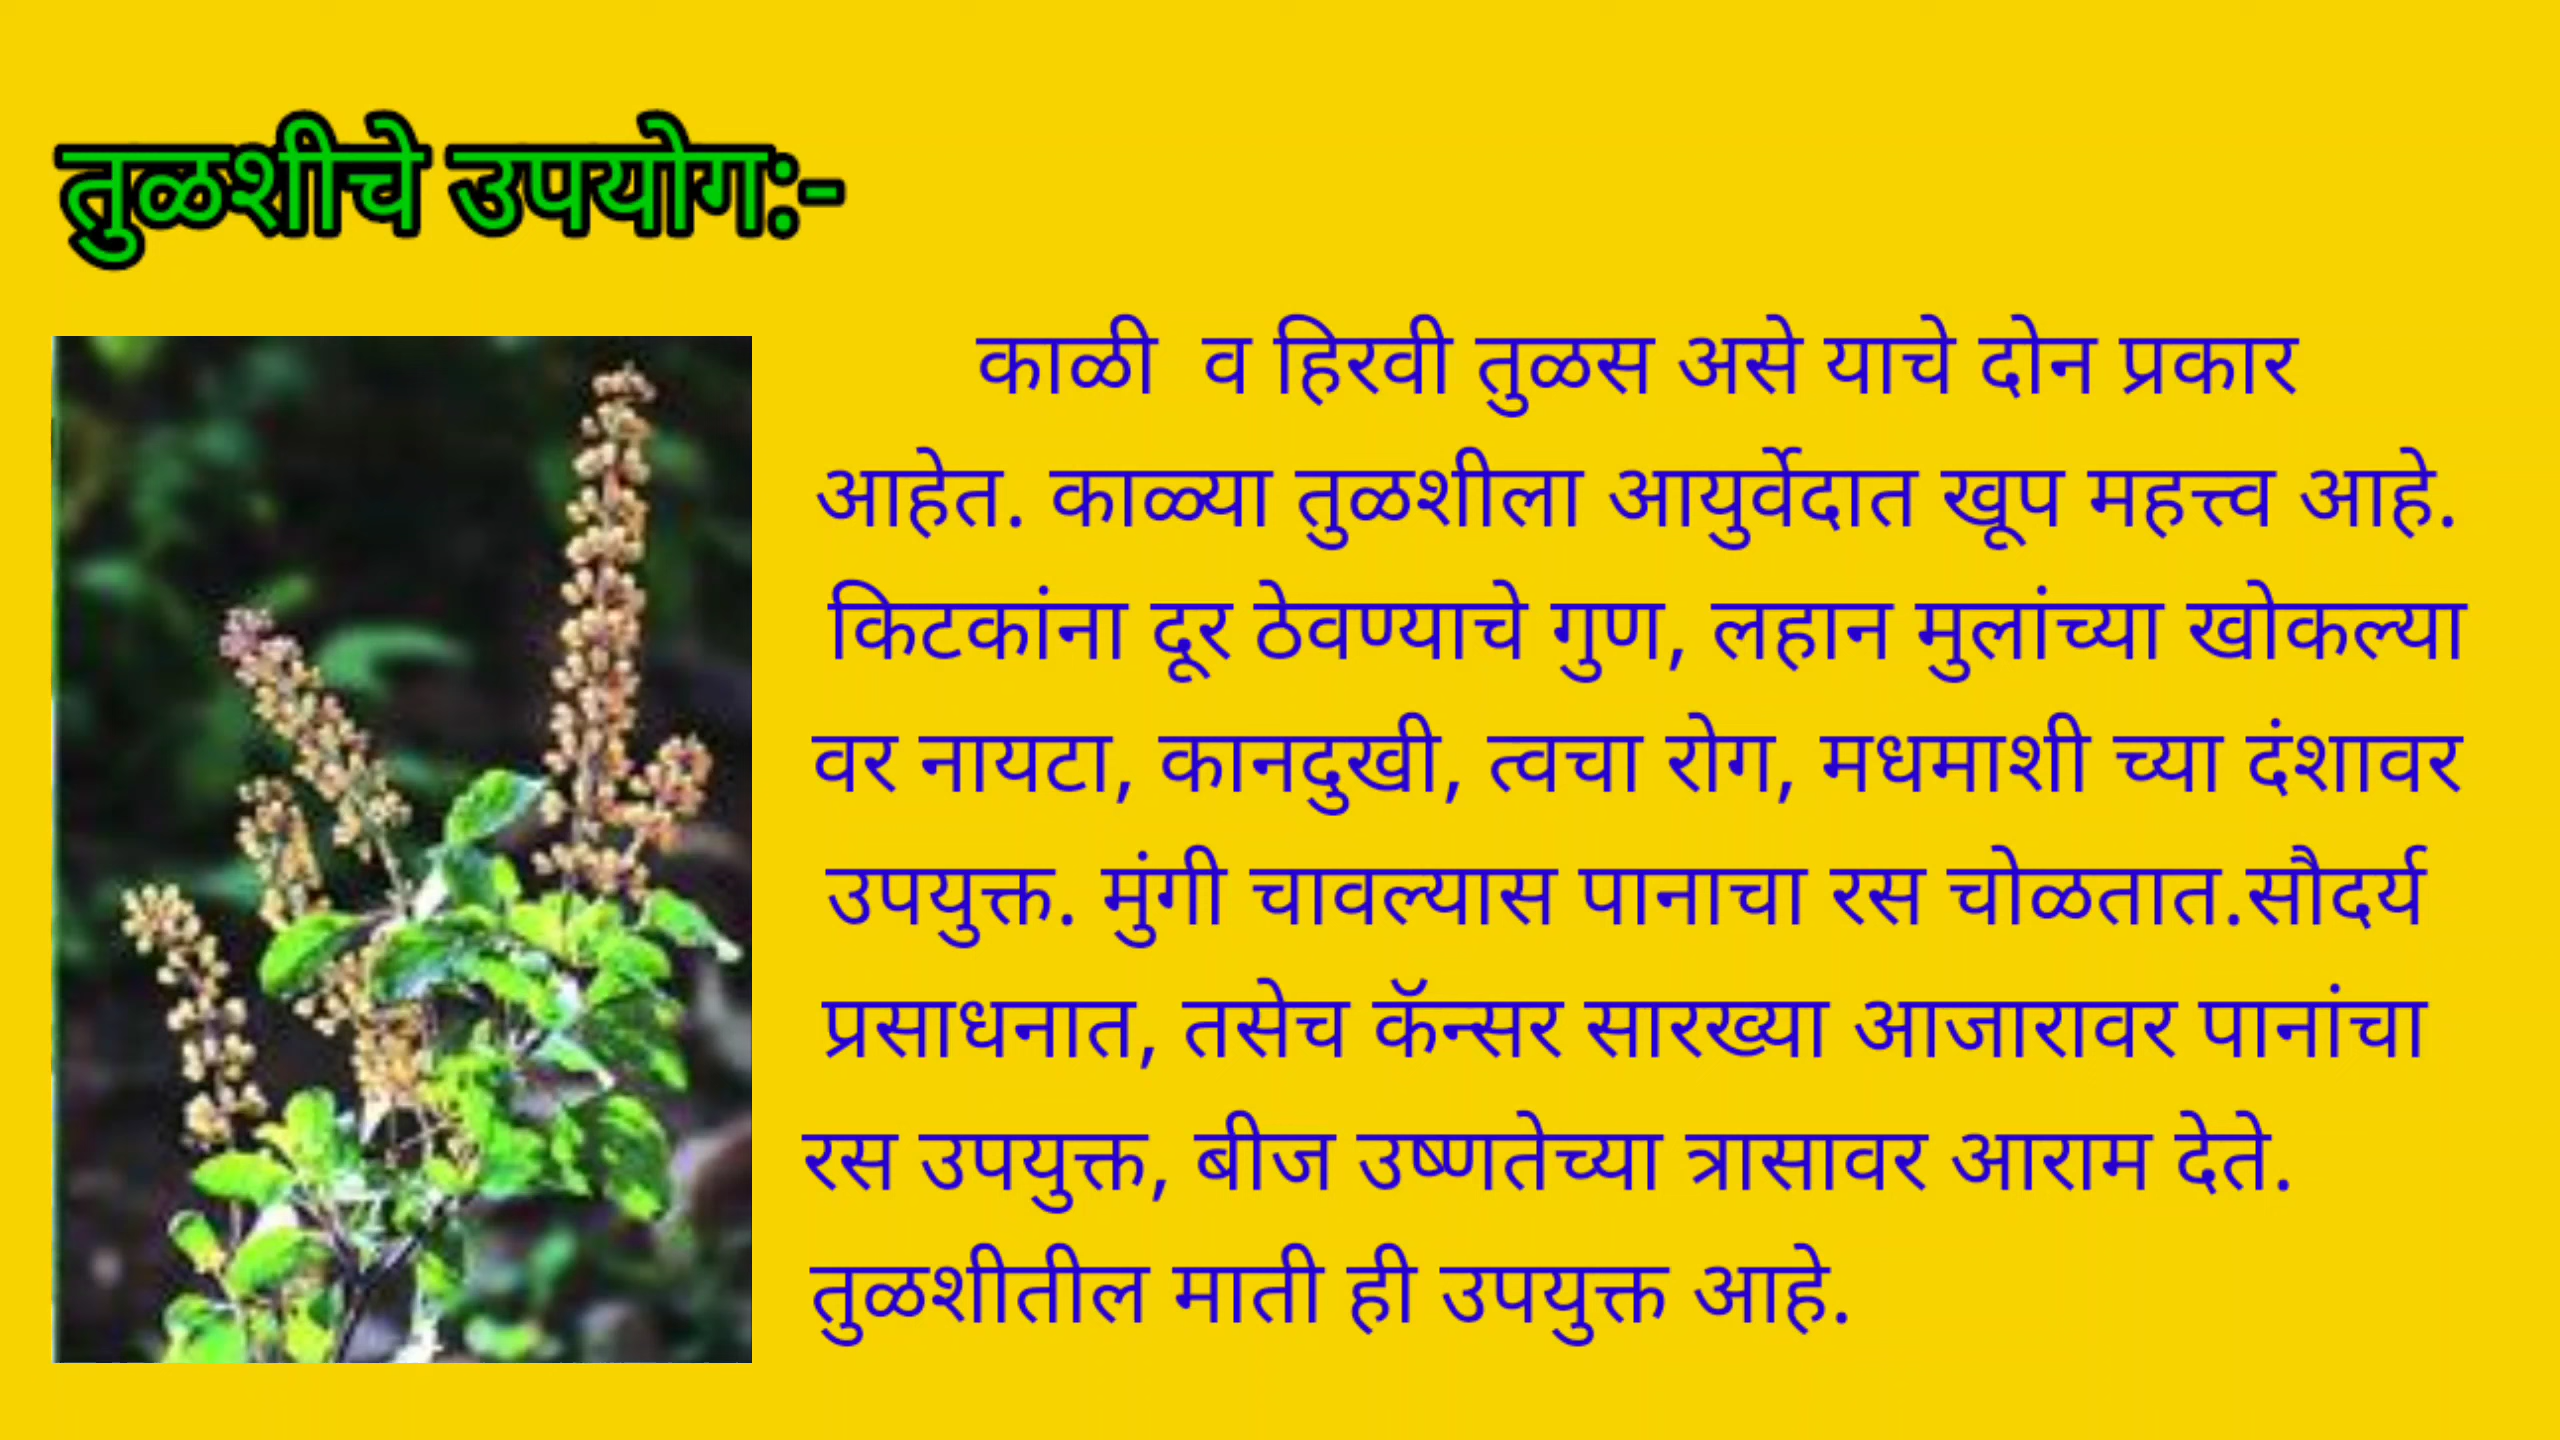 तुळशीचे उपयोग:-
काळी व हिरवी तुळस असे याचे दोन प्रकार
आहेत. काळ्या तुळशीला आयुर्वेदात खूप महत्त्व आहे.
किटकांना दूर ठेवण्याचे गुण, लहान मुलांच्या खोकल्या
वर नायटा, कानदुखी, त्वचा रोग, मधमाशी च्या दंशावर
उपयुक्त. मुंगी चावल्यास पानाचा रस चोळतात.सौदर्य
प्रसाधनात, तसेच कॅन्सर सारख्या आजारावर पानांचा
रस उपयुक्त, बीज उष्णतेच्या त्रासावर आराम देते.
तुळशीतील माती ही उपयुक्त आहे.